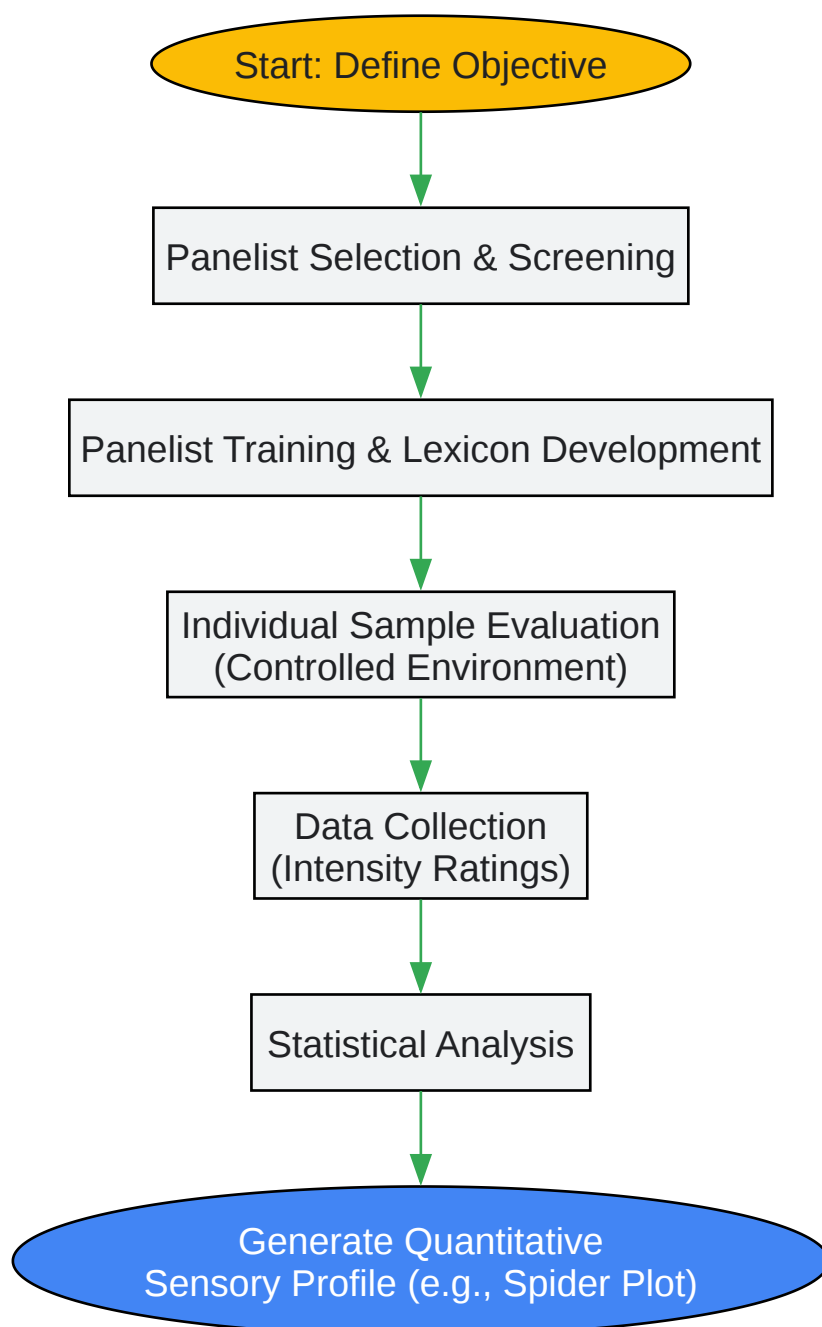 Start: Define Objective
Panelist Selection & Screening
Panelist Training & Lexicon Development
Individual Sample Evaluation
(Controlled Environment)
Data Collection
(Intensity Ratings)
Statistical Analysis
Generate Quantitative
Sensory Profile (e.g., Spider Plot)